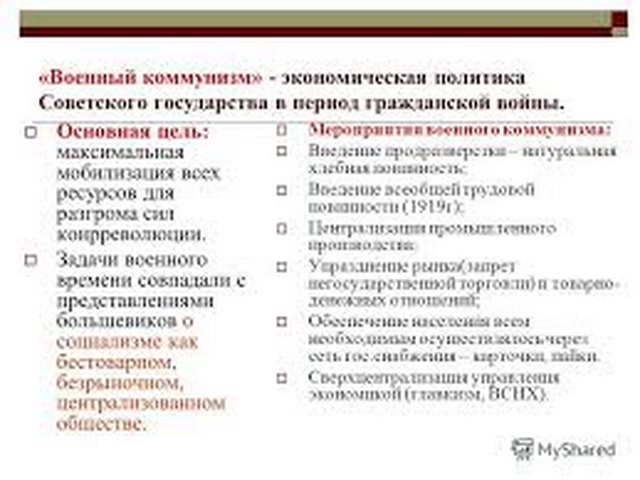 «Военный коммунизм» - экономическая политика
Советского государства в период гражданской войны.
Основная цель:
максимальная
мобилизация всех
ресурсов для
разгрома сил
конрреволюции.
Задачи военного
времени совпадали с
представлениями
большевиков о
социализме как
бестоварном,
безрыночном,
централизованном
обществе.
Мероприятия военного коммунизма:
Введение продразверстки – натуральная
хлебная повинность;
Введение всеобщей трудовой
повинности (1919г);
Централизация промышленного
производства;
Упразднение рынка(запрет
негосударственной торговли) и товарно-
денежных отношений;
Обеспечение населения всем
необходимым осуществлялось через
сеть гос.снабжения – карточки, пайки.
Сверхцентрализация управления
экономикой (главкизм, ВСНХ).
MyShared